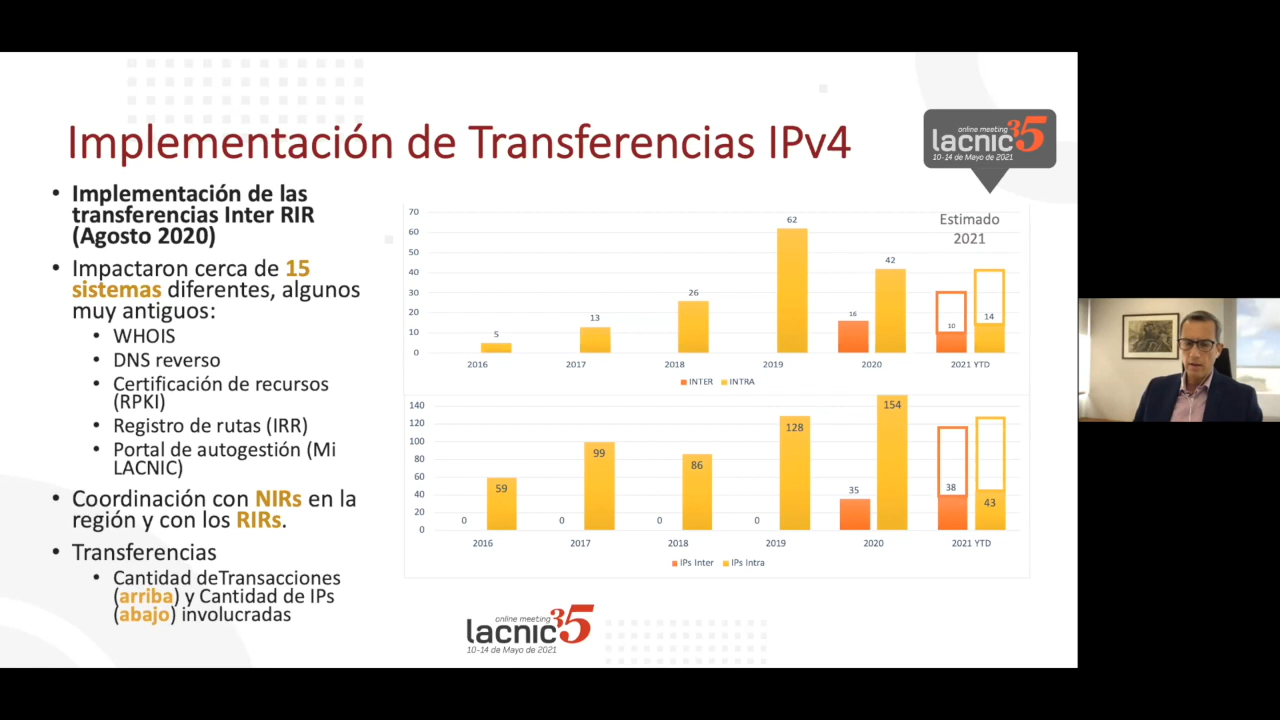 Implementación de Transferencias IPv4
online meeting
lacnic35
10-14 de Mayo de 2021
• Implementación de las
transferencias Inter RIR
(Agosto 2020)
• Impactaron cerca de 15
sistemas diferentes, algunos
muy antiguos:
• WHOIS
• DNS reverso
• Certificación de recursos
(RPKI)
• Registro de rutas (IRR)
• Portal de autogestión (Mi
LACNIC)
• Coordinación con NIRs en la
región y con los RIRs.
• Transferencias
• Cantidad deTransacciones
(arriba) y Cantidad de IPs
(abajo) involucradas
Estimado
2021
70
60
50
40
30
20
10
0
5
13
26
62
16
42
10
14
2016 2017 2018 2019 2020 2021 YTD
INTER INTRA
140
120
100
80
60
40
20
0
0
59
0
99
0
86
0
128
35
154
38
43
2016 2017 2018 2019 2020 2021 YTD
IPs Inter IPs Intra
online meeting
lacnic35
10-14 de Mayo de 2021